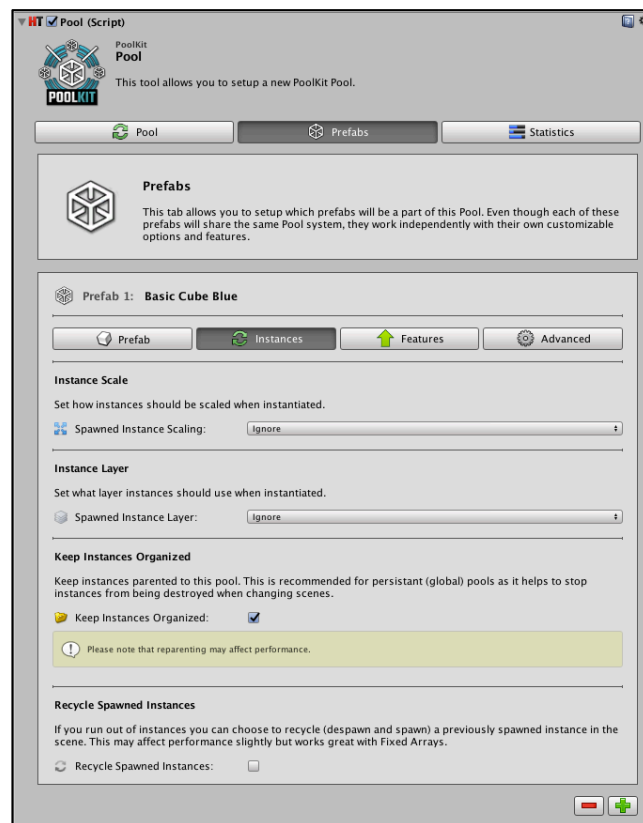 HT Pool (Script)
PoolKit
Pool
This tool allows you to setup a new PoolKit Pool.
POOLKIT
Pool
Prefabs
Statistics
Prefabs
This tab allows you to setup which prefabs will be a part of this Pool. Even though each of these
prefabs will share the same Pool system, they work independently with their own customizable
options and features.
Prefab 1: Basic Cube Blue
Prefab
Instances
Features
Advanced
Instance Scale
Set how instances should be scaled when instantiated.
Spawned Instance Scaling: Ignore
Instance Layer
Set what layer instances should use when instantiated.
Spawned Instance Layer: Ignore
Keep Instances Organized
Keep instances parented to this pool. This is recommended for persistant (global) pools as it helps to stop
instances from being destroyed when changing scenes.
Keep Instances Organized:
Please note that reparenting may affect performance.
Recycle Spawned Instances
If you run out of instances you can choose to recycle (despawn and spawn) a previously spawned instance in the
scene. This may affect performance slightly but works great with Fixed Arrays.
Recycle Spawned Instances: